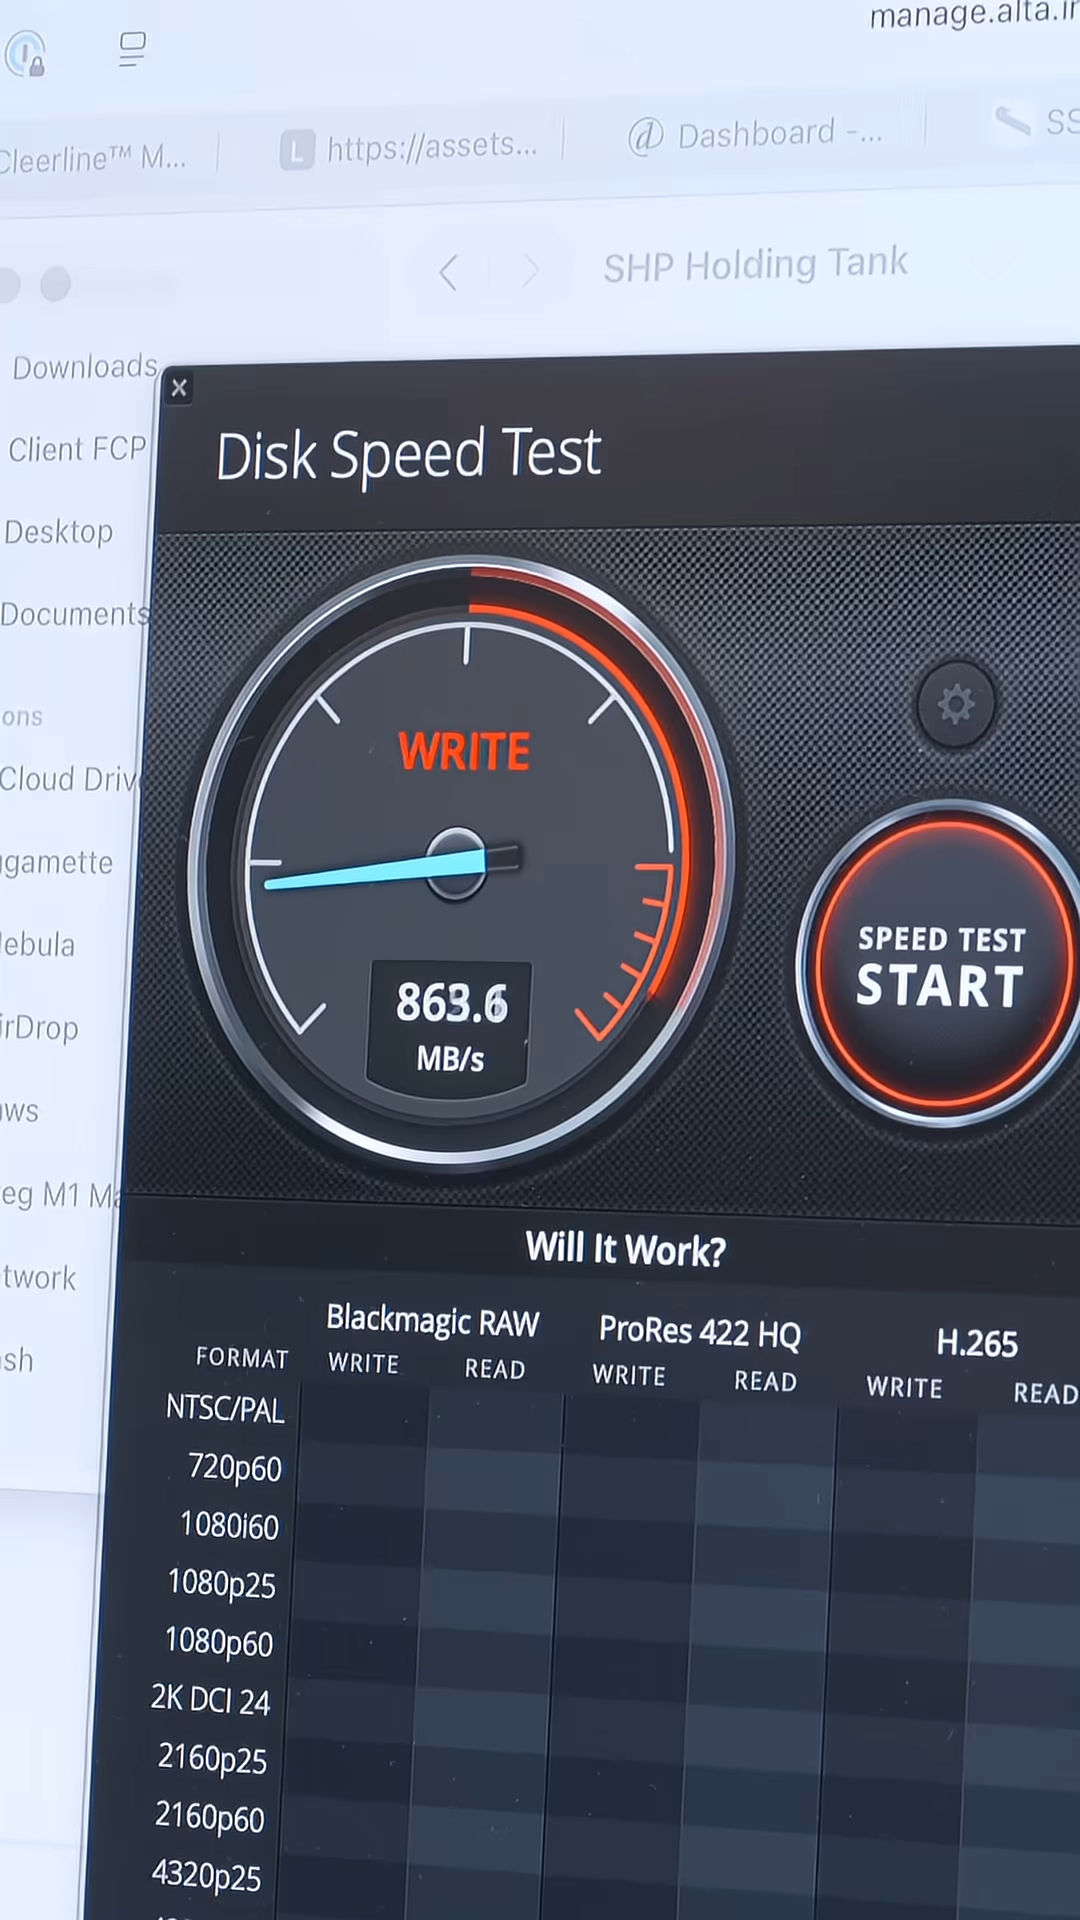 manage.alta.in
Cleerline™ M... https://assets... Dashboard -... SS
SHP Holding Tank
Downloads
Client FCP
Desktop
Documents
ons
Cloud Driv
gamette
ebula
irDrop
ws
eg M1 Ma
twork
sh
Disk Speed Test
WRITE
MB/s
SPEED TEST
START
Will It Work?
Blackmagic RAW ProRes 422 HQ H.265
FORMAT WRITE READ WRITE READ WRITE READ
NTSC/PAL
720p60
1080i60
1080p25
1080p60
2K DCI 24
2160p25
2160p60
4320p25